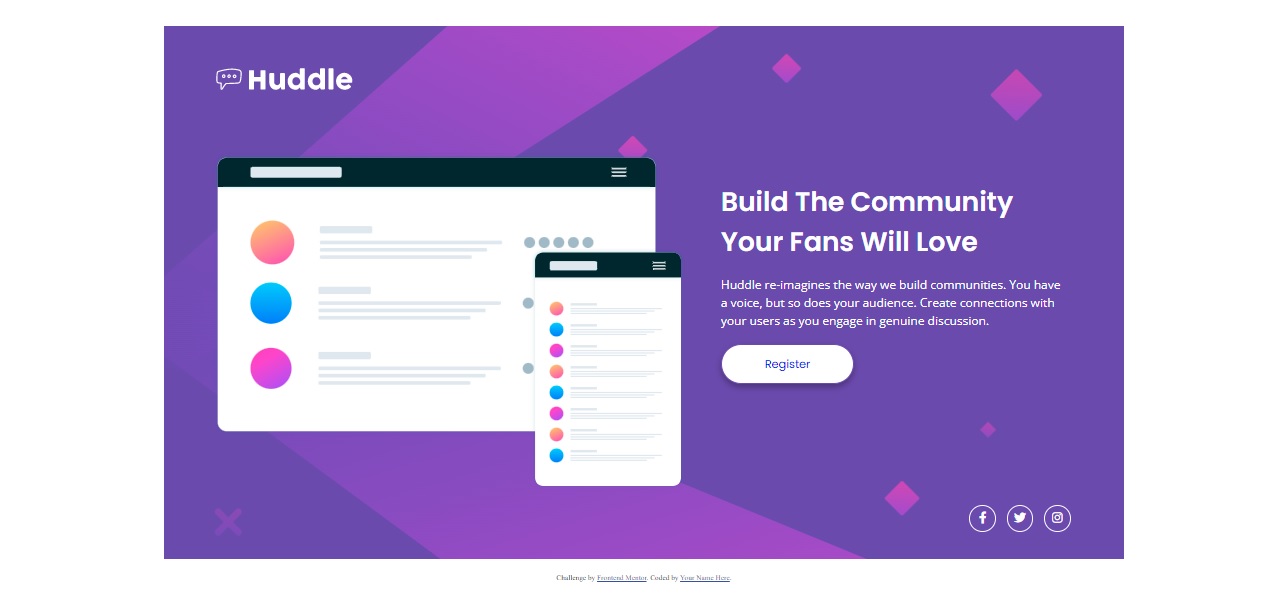 Huddle
Build The Community
Your Fans Will Love
Huddle re-imagines the way we build communities. You have
a voice, but so does your audience. Create connections with
your users as you engage in genuine discussion.
Register
Challenge by Frontend Mentor. Coded by Your Name Here.